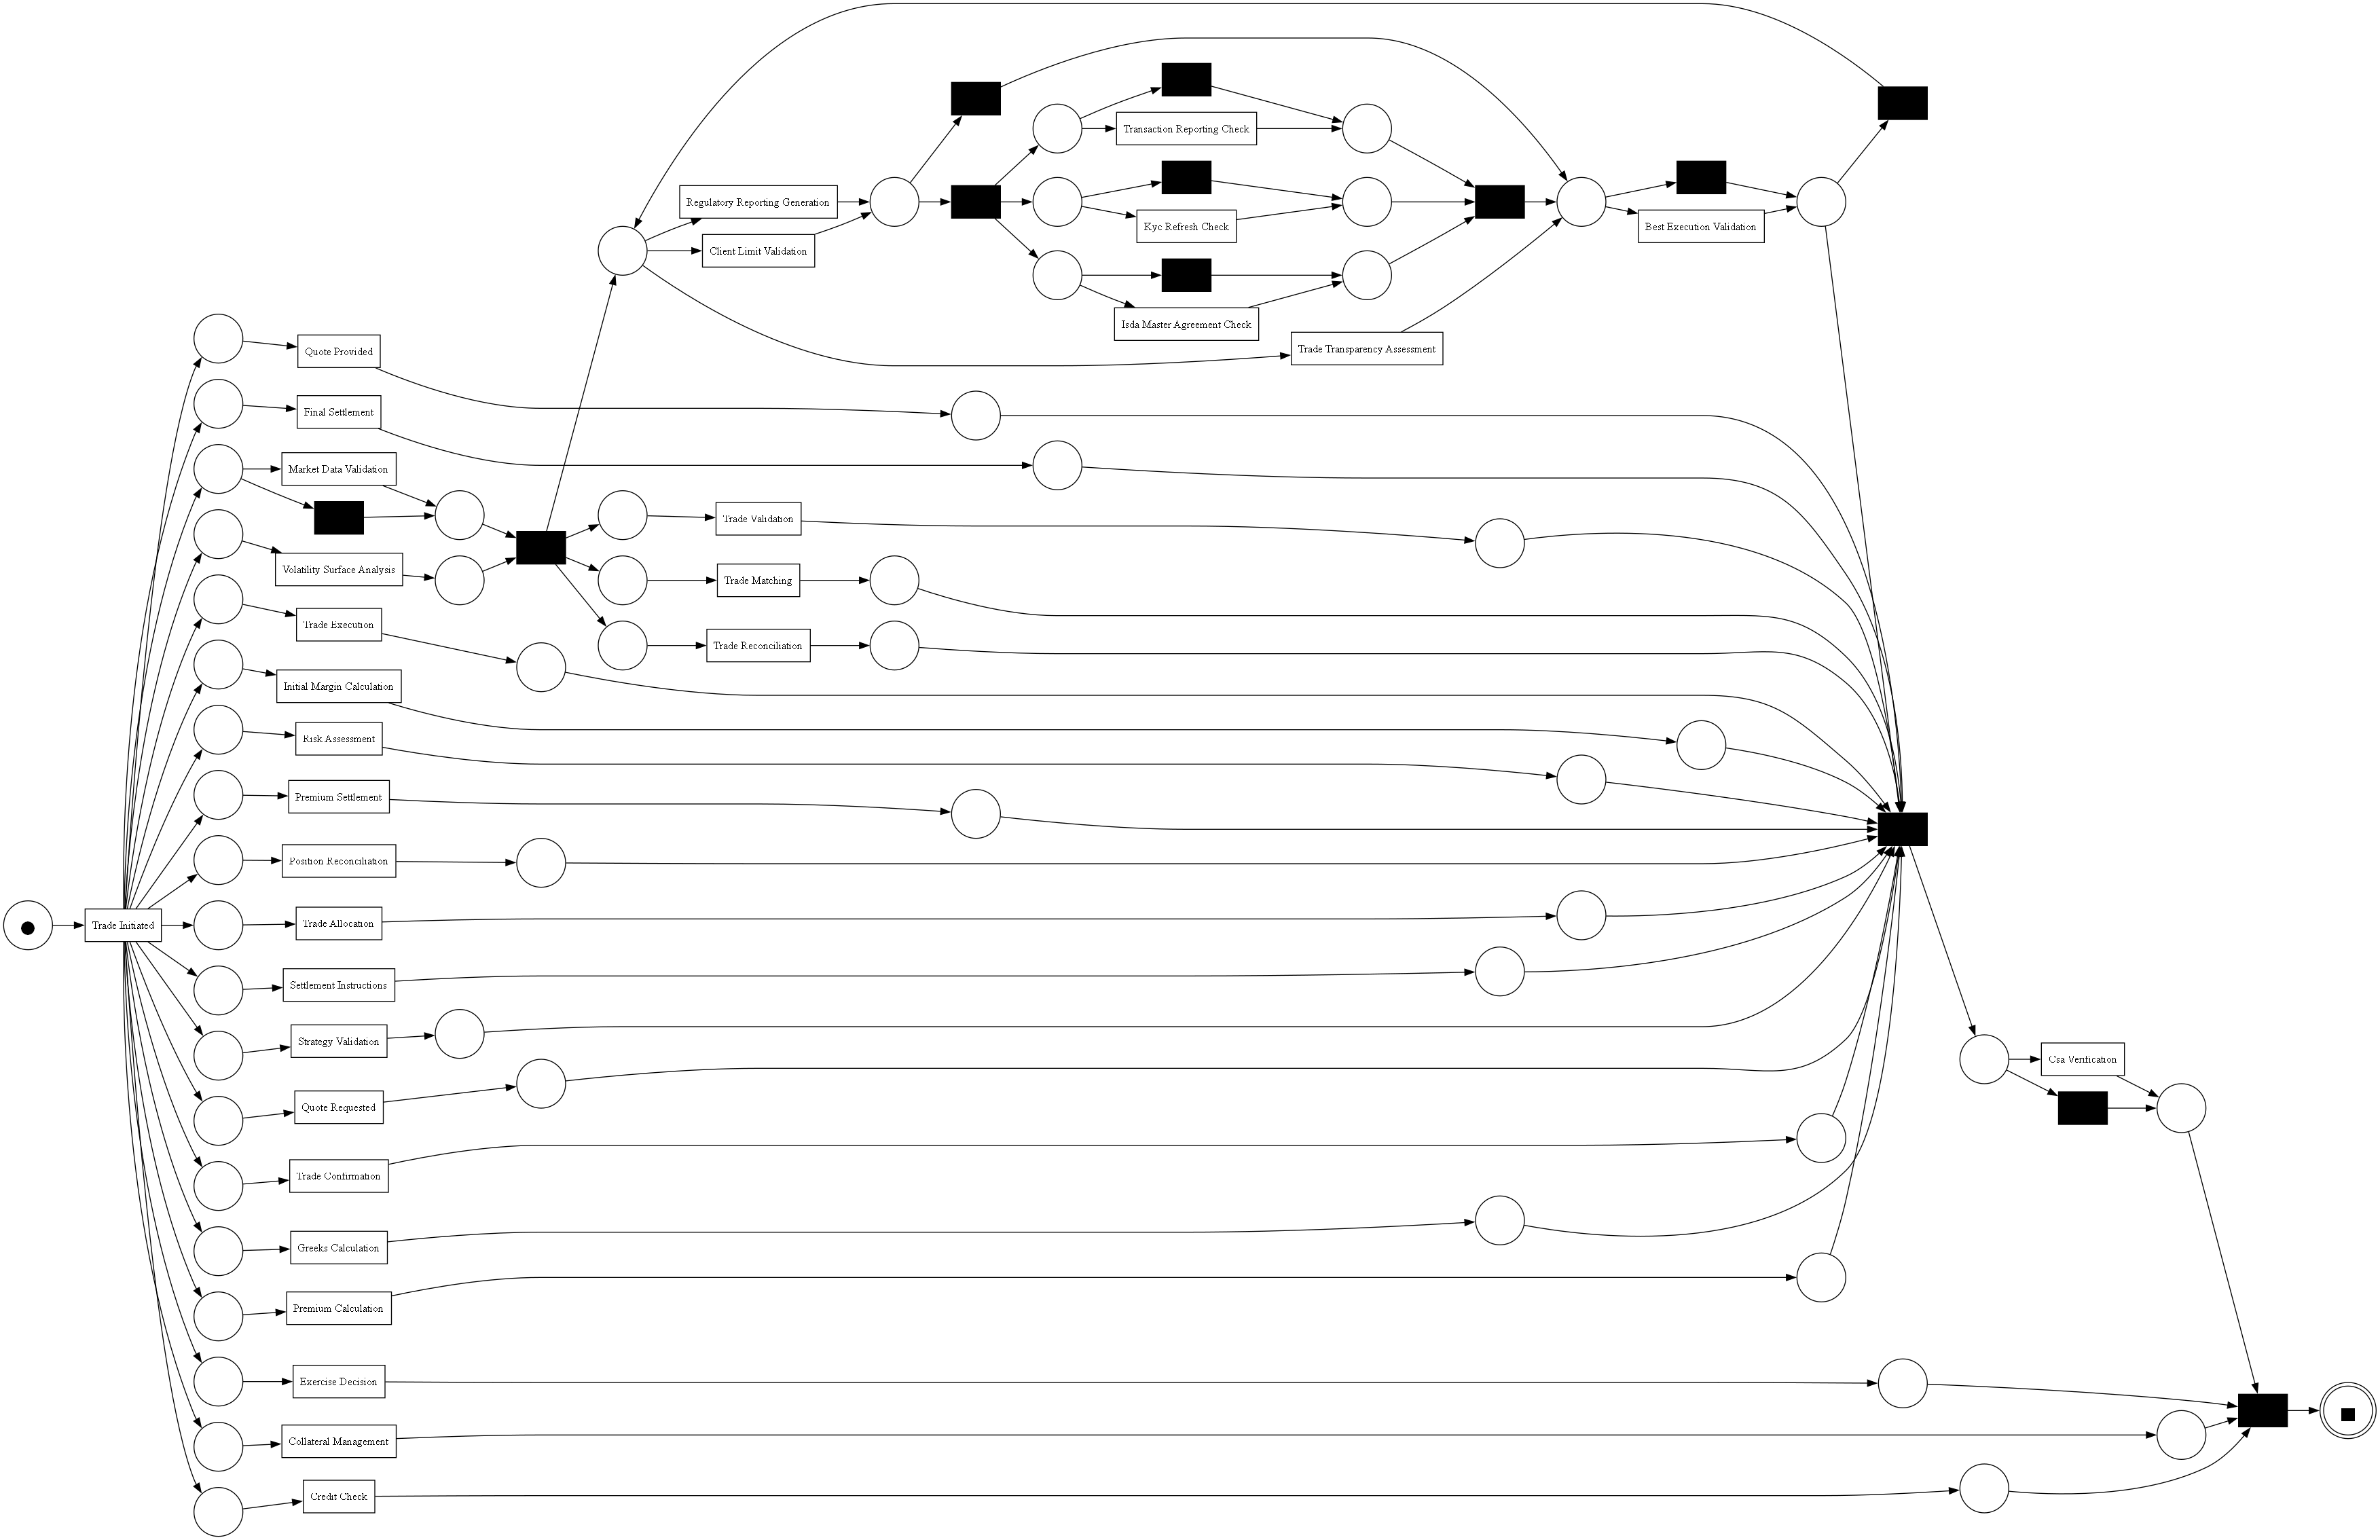 Transaction Reporting Check
Regulatory Reporting Generation
Kyc Refresh Check
Best Execution Validation
Client Limit Validation
Isda Master Agreement Check
Trade Transparency Assessment
Quote Provided
Final Settlement
Market Data Validation
Trade Validation
Volatility Surface Analysis
Trade Matching
Trade Execution
Trade Reconciliation
Initial Margin Calculation
Risk Assessment
Premium Settlement
Position Reconciliation
Trade Initiated
Trade Allocation
Settlement Instructions
Strategy Validation
Csa Verification
Quote Requested
Trade Confirmation
Greeks Calculation
Premium Calculation
Exercise Decision
Collateral Management
Credit Check